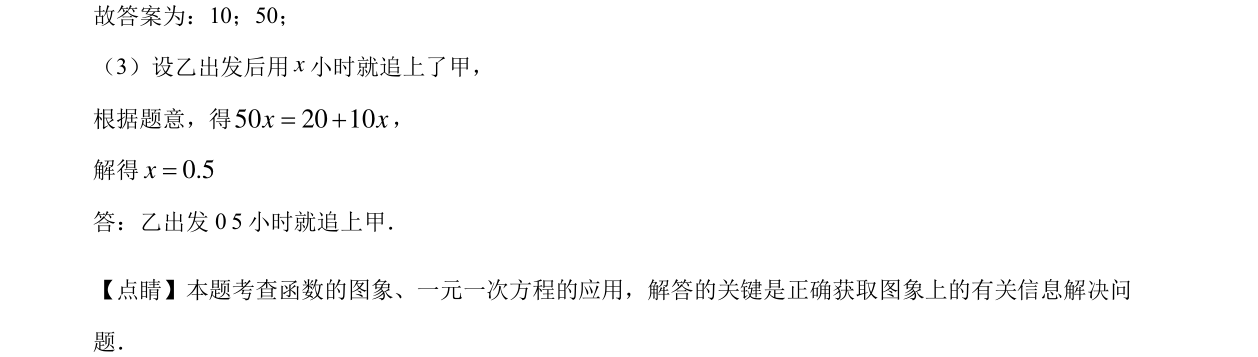 故答案为：10；50；
（3）设乙出发后用 x 小时就追上了甲，
根据题意，得50x = 20+10x，
解得 x = 0.5
答：乙出发 0 5 小时就追上甲．
【点睛】本题考查函数的图象、一元一次方程的应用，解答的关键是正确获取图象上的有关信息解决问
题．